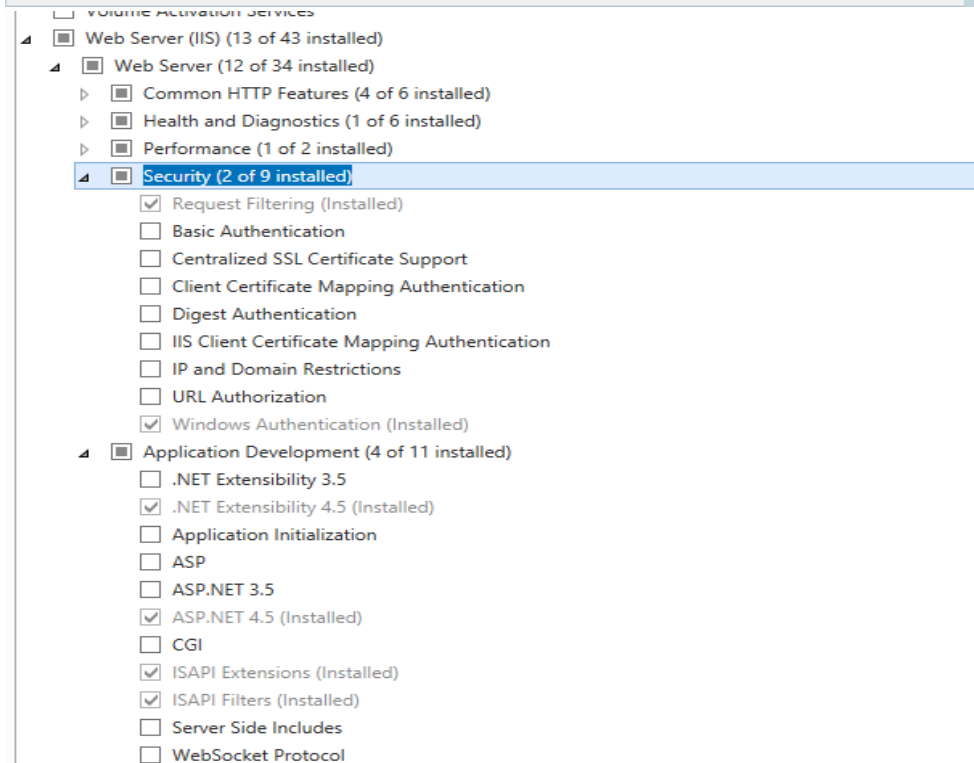 Volume Activation Services
Web Server (IIS) (13 of 43 installed)
Web Server (12 of 34 installed)
Common HTTP Features (4 of 6 installed)
Health and Diagnostics (1 of 6 installed)
Performance (1 of 2 installed)
Security (2 of 9 installed)
Request Filtering (Installed)
Basic Authentication
Centralized SSL Certificate Support
Client Certificate Mapping Authentication
Digest Authentication
IIS Client Certificate Mapping Authentication
IP and Domain Restrictions
URL Authorization
Windows Authentication (Installed)
Application Development (4 of 11 installed)
.NET Extensibility 3.5
.NET Extensibility 4.5 (Installed)
Application Initialization
ASP
ASP.NET 3.5
ASP.NET 4.5 (Installed)
CGI
ISAPI Extensions (Installed)
ISAPI Filters (Installed)
Server Side Includes
WebSocket Protocol